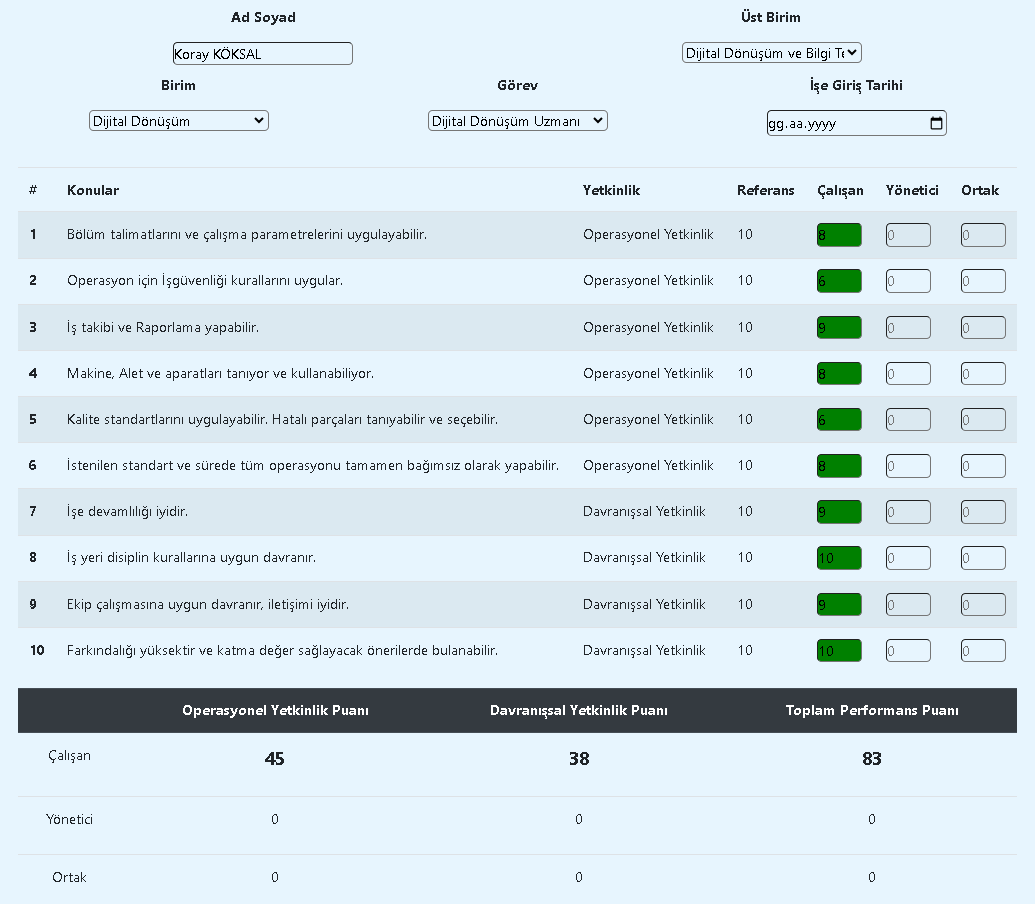 Ad Soyad Üst Birim
Koray KÖKSAL Dijital Dönüşüm ve Bilgi Te
Birim Görev İşe Giriş Tarihi
Dijital Dönüşüm Dijital Dönüşüm Uzmanı gg.aa.yyyy
# Konular Yetkinlik Referans Çalışan Yönetici Ortak
1 Bölüm talimatlarını ve çalışma parametrelerini uygulayabilir. Operasyonel Yetkinlik 10 8 0 0
2 Operasyon için İşgüvenliği kurallarını uygular. Operasyonel Yetkinlik 10 6 0 0
3 İş takibi ve Raporlama yapabilir. Operasyonel Yetkinlik 10 9 0 0
4 Makine, Alet ve aparatları tanıyor ve kullanabiliyor. Operasyonel Yetkinlik 10 8 0 0
5 Kalite standartlarını uygulayabilir. Hatalı parçaları tanıyabilir ve seçebilir. Operasyonel Yetkinlik 10 6 0 0
6 İstenilen standart ve sürede tüm operasyonu tamamen bağımsız olarak yapabilir. Operasyonel Yetkinlik 10 8 0 0
7 İşe devamlılığı iyidir. Davranışsal Yetkinlik 10 9 0 0
8 İş yeri disiplin kurallarına uygun davranır. Davranışsal Yetkinlik 10 10 0 0
9 Ekip çalışmasına uygun davranır, iletişimi iyidir. Davranışsal Yetkinlik 10 9 0 0
10 Farkındalığı yüksektir ve katma değer sağlayacak önerilerde bulanabilir. Davranışsal Yetkinlik 10 10 0 0
Operasyonel Yetkinlik Puanı Davranışsal Yetkinlik Puanı Toplam Performans Puanı
Çalışan 45 38 83
Yönetici 0 0 0
Ortak 0 0 0